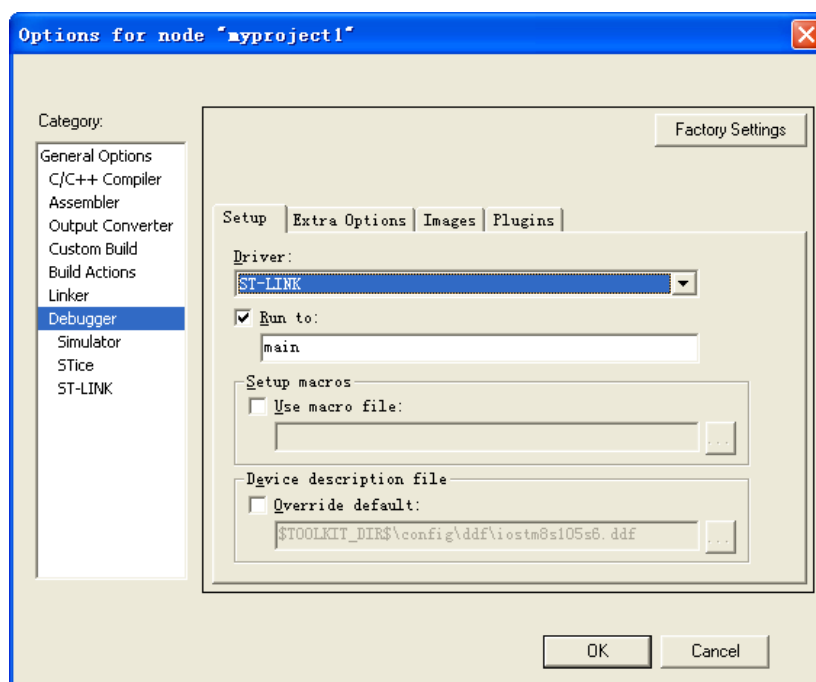 Options for node "myproject1"
Category:
General Options
C/C++ Compiler
Assembler
Output Converter
Custom Build
Build Actions
Linker
Debugger
Simulator
STice
ST-LINK
Factory Settings
Setup Extra Options Images Plugins
Driver:
ST-LINK
Run to:
main
Setup macros
Use macro file:
...
Device description file
Override default:
$TOOLKIT_DIR$\config\ddf\iostm8s105s6.ddf
...
OK Cancel